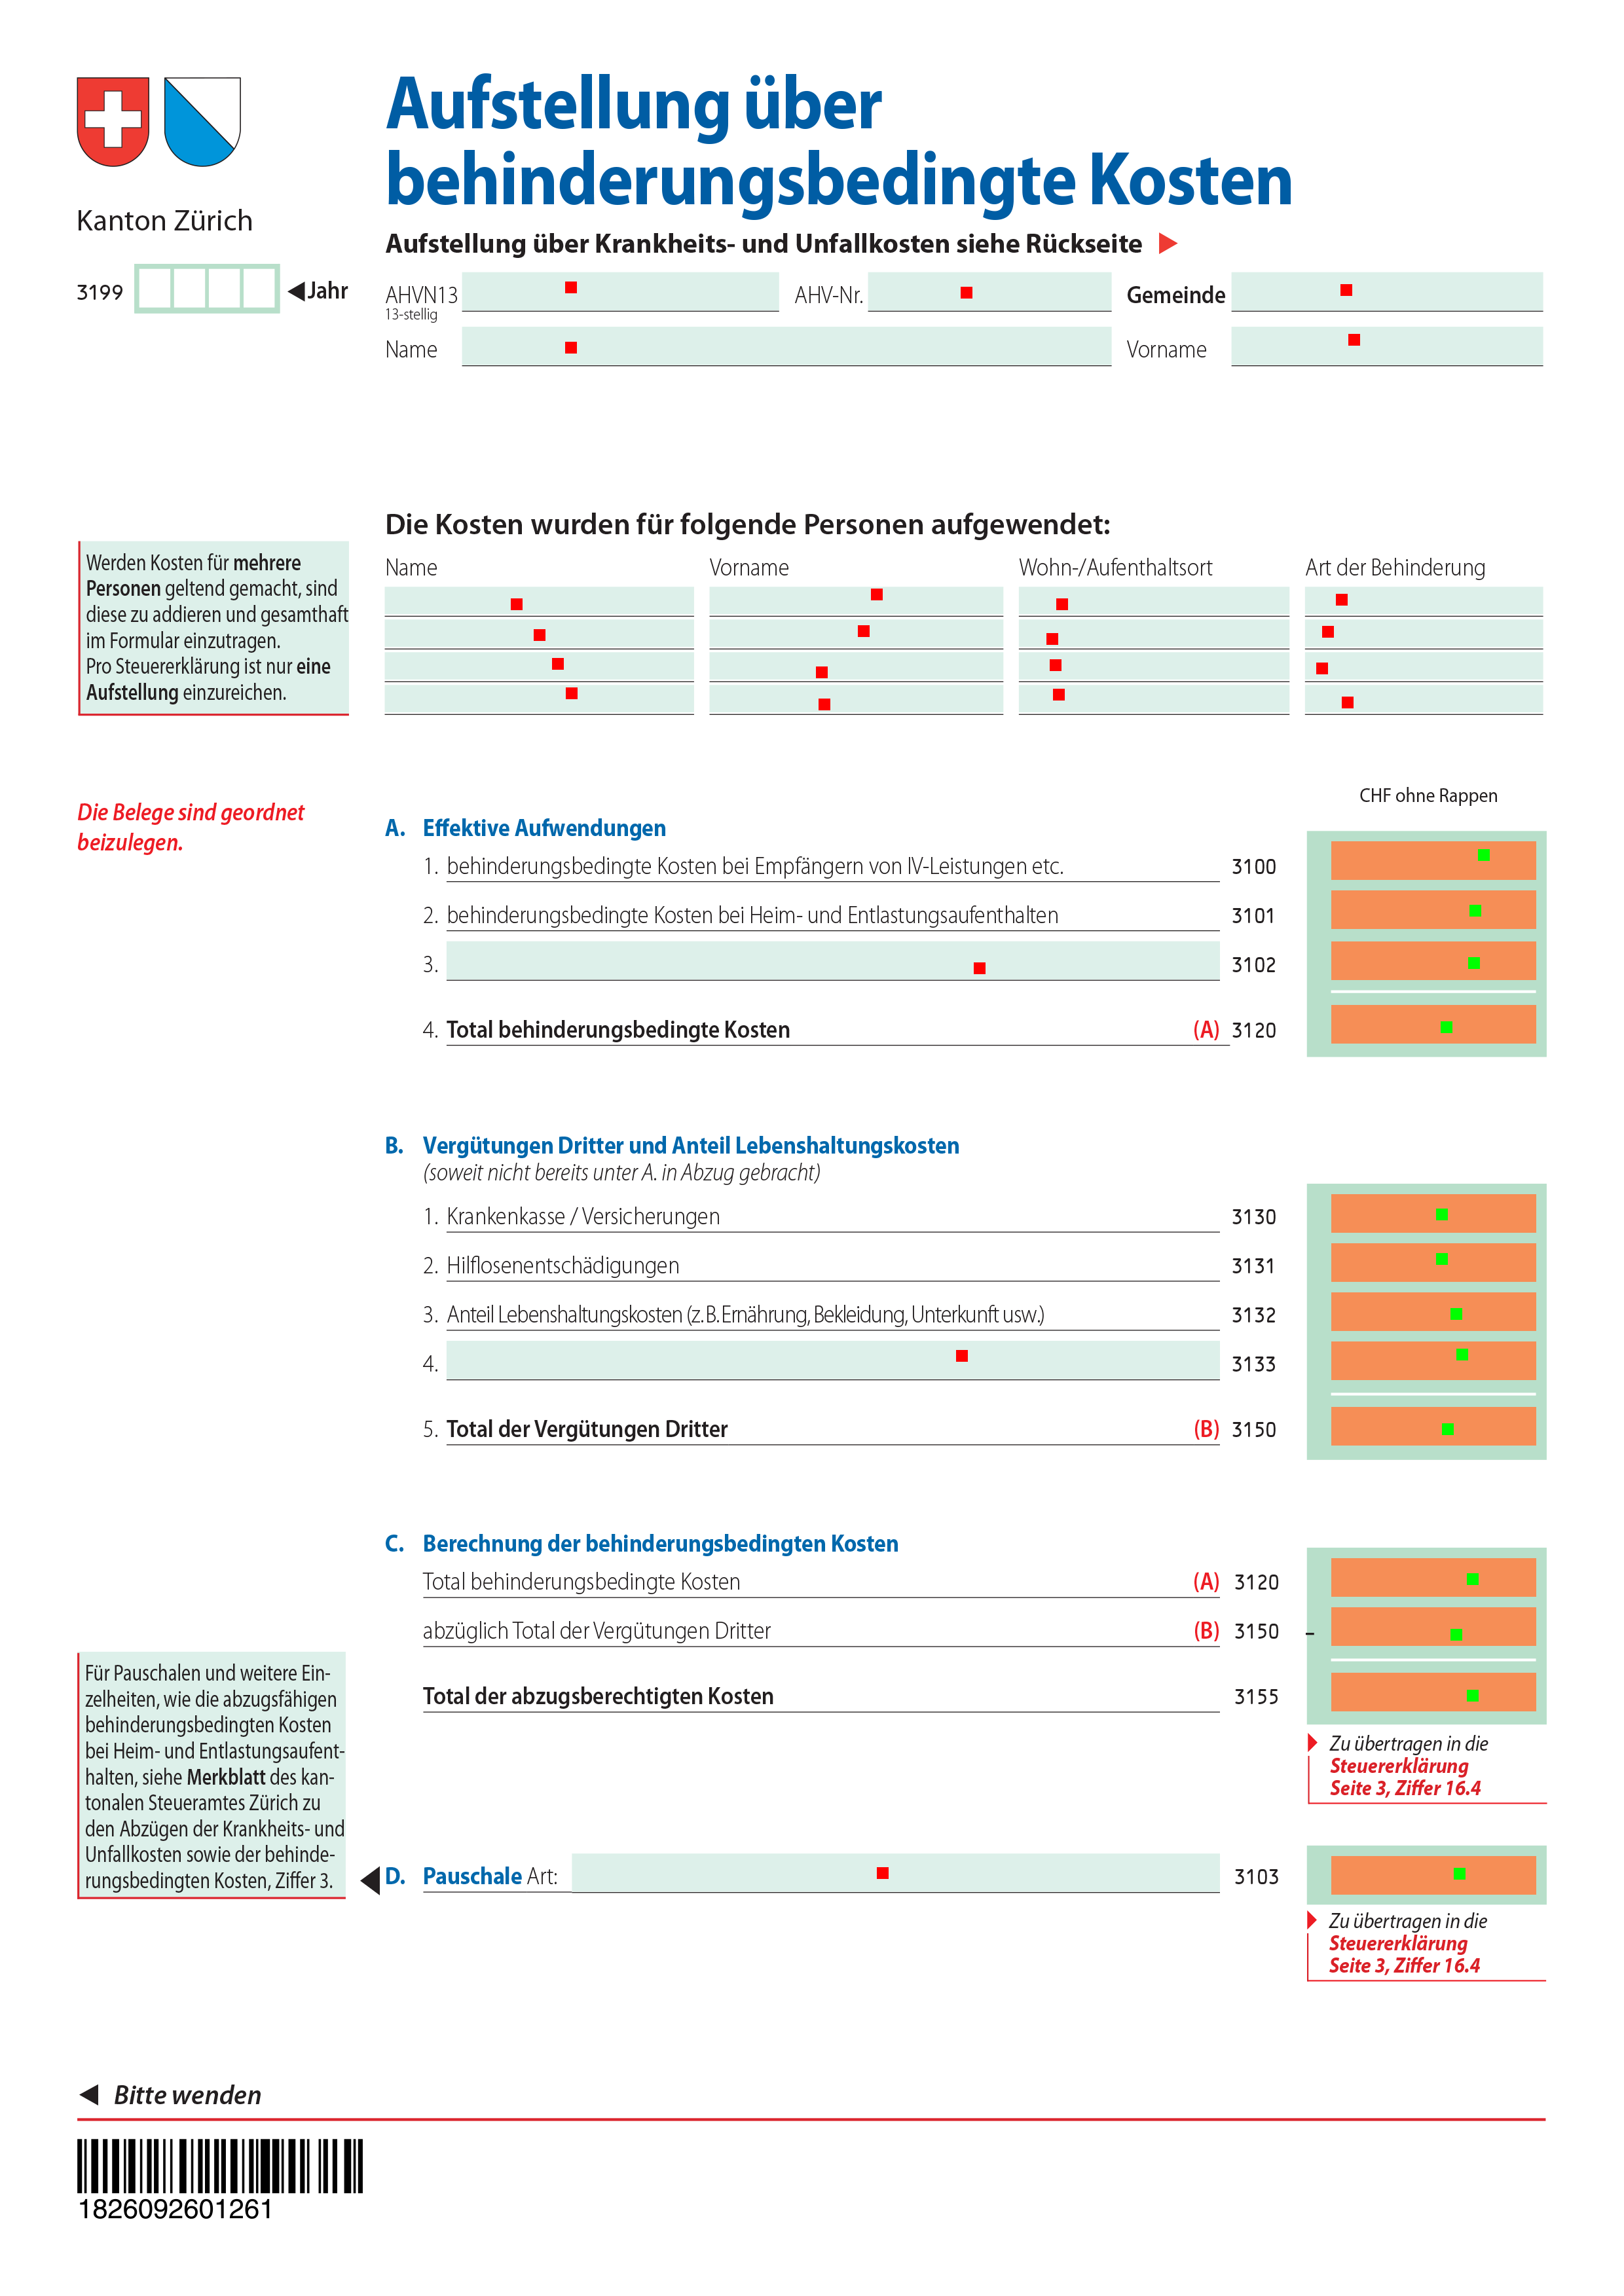 Aufstellung über
behinderungsbedingte Kosten
Kanton Zürich
Aufstellung über Krankheits- und Unfallkosten siehe Rückseite
3199 Jahr
AHVN13 AHV-Nr. Gemeinde
13-stellig
Name Vorname
Die Kosten wurden für folgende Personen aufgewendet:
Name Vorname Wohn-/Aufenthaltsort Art der Behinderung
Werden Kosten für mehrere
Personen geltend gemacht, sind
diese zu addieren und gesamthaft
im Formular einzutragen.
Pro Steuererklärung ist nur eine
Aufstellung einzureichen.
Die Belege sind geordnet
beizulegen.
CHF ohne Rappen
A. Effektive Aufwendungen
1. behinderungsbedingte Kosten bei Empfängern von IV-Leistungen etc. 3100
2. behinderungsbedingte Kosten bei Heim- und Entlastungsaufenthalten 3101
3. 3102
4. Total behinderungsbedingte Kosten (A) 3120
B. Vergütungen Dritter und Anteil Lebenshaltungskosten
(soweit nicht bereits unter A. in Abzug gebracht)
1. Krankenkasse / Versicherungen 3130
2. Hilflosenentschädigungen 3131
3. Anteil Lebenshaltungskosten (z. B. Ernährung, Bekleidung, Unterkunft usw.) 3132
4. 3133
5. Total der Vergütungen Dritter (B) 3150
C. Berechnung der behinderungsbedingten Kosten
Total behinderungsbedingte Kosten (A) 3120
abzüglich Total der Vergütungen Dritter (B) 3150 –
Total der abzugsberechtigten Kosten 3155
Zu übertragen in die
Steuererklärung
Seite 3, Ziffer 16.4
Für Pauschalen und weitere Ein-
zelheiten, wie die abzugsfähigen
behinderungsbedingten Kosten
bei Heim- und Entlastungsaufent-
halten, siehe Merkblatt des kan-
tonalen Steueramtes Zürich zu
den Abzügen der Krankheits- und
Unfallkosten sowie der behinde-
rungsbedingten Kosten, Ziffer 3.
D. Pauschale Art: 3103
Zu übertragen in die
Steuererklärung
Seite 3, Ziffer 16.4
Bitte wenden
1826092601261